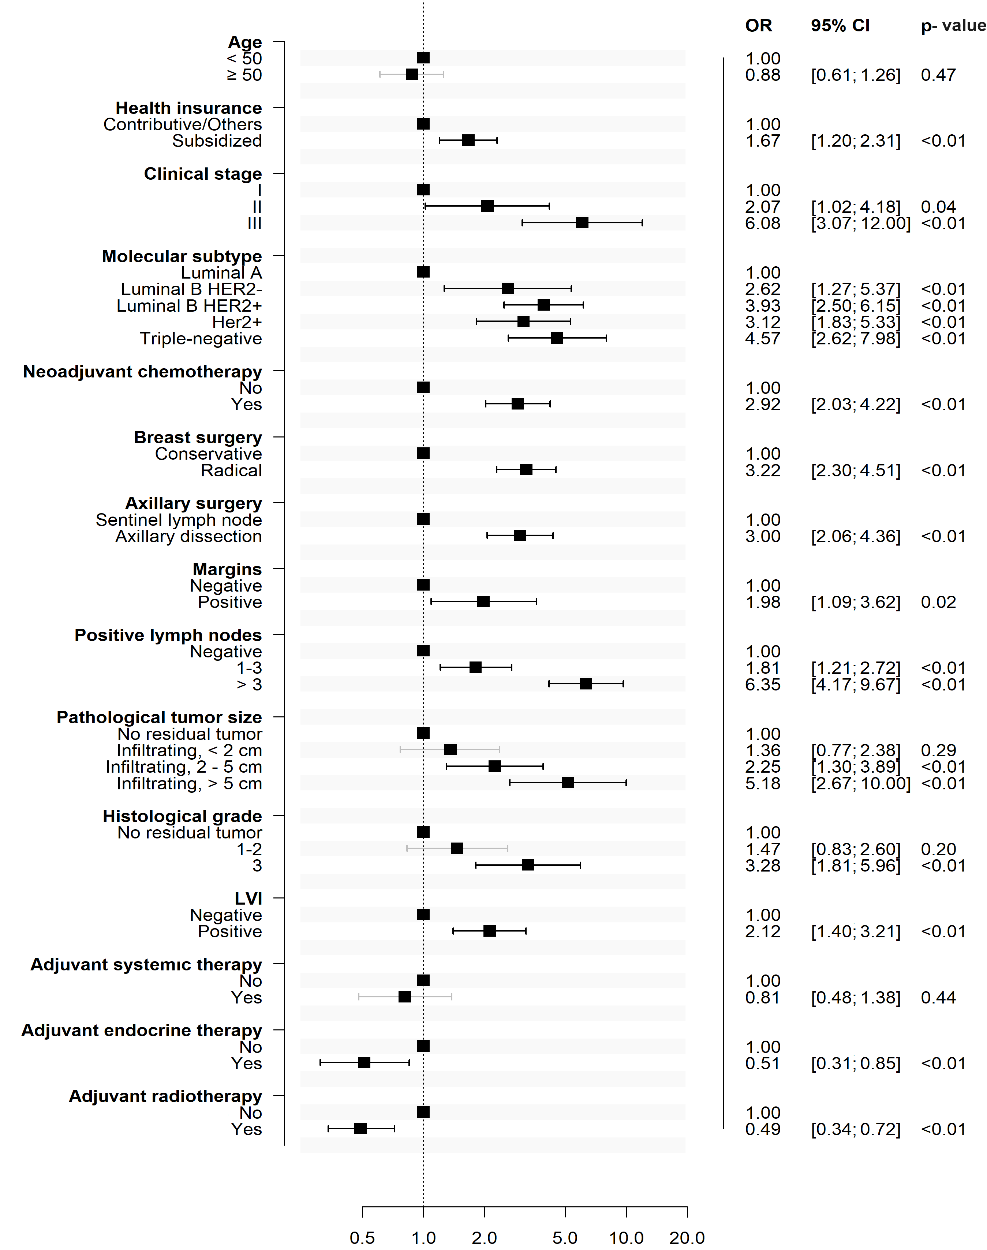 OR 95% CI p- value
Age
< 50 1.00
≥ 50 0.88 [0.61; 1.26] 0.47
Health insurance
Contributive/Others 1.00
Subsidized 1.67 [1.20; 2.31] <0.01
Clinical stage
I 1.00
II 2.07 [1.02; 4.18] 0.04
III 6.08 [3.07; 12.00] <0.01
Molecular subtype
Luminal A 1.00
Luminal B HER2- 2.62 [1.27; 5.37] <0.01
Luminal B HER2+ 3.93 [2.50; 6.15] <0.01
Her2+ 3.12 [1.83; 5.33] <0.01
Triple-negative 4.57 [2.62; 7.98] <0.01
Neoadjuvant chemotherapy
No 1.00
Yes 2.92 [2.03; 4.22] <0.01
Breast surgery
Conservative 1.00
Radical 3.22 [2.30; 4.51] <0.01
Axillary surgery
Sentinel lymph node 1.00
Axillary dissection 3.00 [2.06; 4.36] <0.01
Margins
Negative 1.00
Positive 1.98 [1.09; 3.62] 0.02
Positive lymph nodes
Negative 1.00
1-3 1.81 [1.21; 2.72] <0.01
> 3 6.35 [4.17; 9.67] <0.01
Pathological tumor size
No residual tumor 1.00
Infiltrating, < 2 cm 1.36 [0.77; 2.38] 0.29
Infiltrating, 2 - 5 cm 2.25 [1.30; 3.89] <0.01
Infiltrating, > 5 cm 5.18 [2.67; 10.00] <0.01
Histological grade
No residual tumor 1.00
1-2 1.47 [0.83; 2.60] 0.20
3 3.28 [1.81; 5.96] <0.01
LVI
Negative 1.00
Positive 2.12 [1.40; 3.21] <0.01
Adjuvant systemic therapy
No 1.00
Yes 0.81 [0.48; 1.38] 0.44
Adjuvant endocrine therapy
No 1.00
Yes 0.51 [0.31; 0.85] <0.01
Adjuvant radiotherapy
No 1.00
Yes 0.49 [0.34; 0.72] <0.01
0.5 1.0 2.0 5.0 10.0 20.0